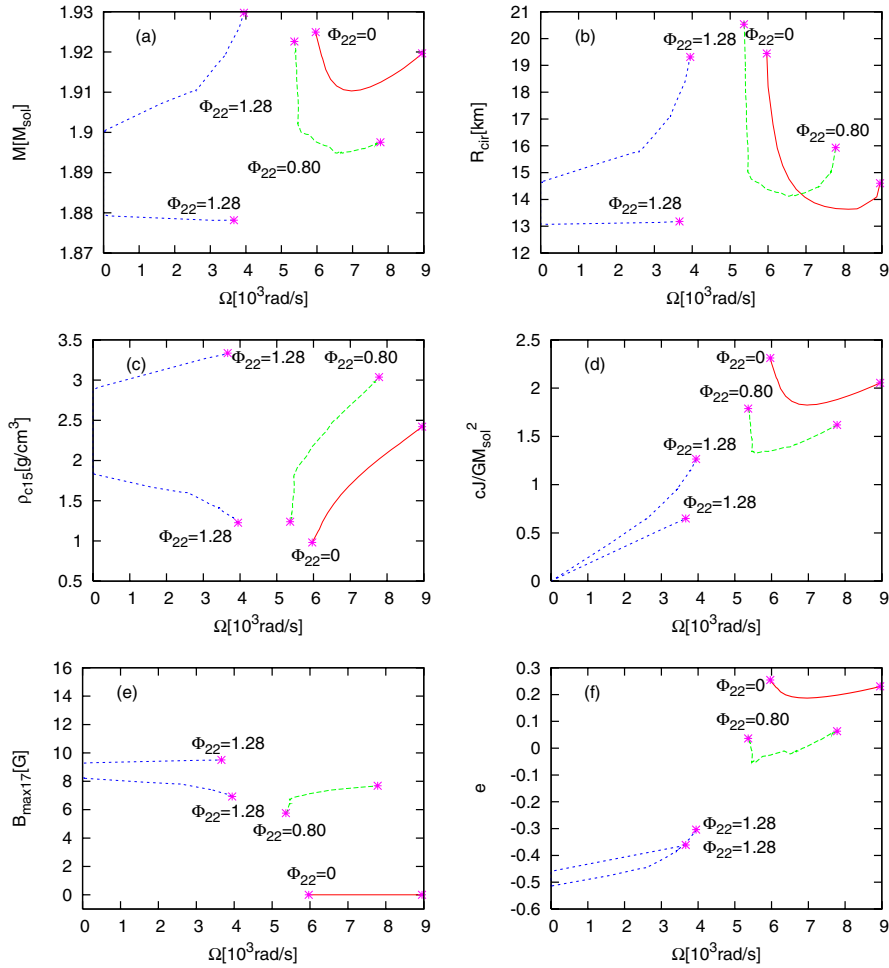 (a)
M[M_sol]
1.93
1.92
1.91
1.9
1.89
1.88
1.87
Φ22=0
Φ22=1.28
Φ22=0.80
Φ22=1.28
0 1 2 3 4 5 6 7 8 9
Ω[10^3rad/s]
(b)
R_cir[km]
21
20
19
18
17
16
15
14
13
12
Φ22=1.28
Φ22=0
Φ22=0.80
Φ22=1.28
0 1 2 3 4 5 6 7 8 9
Ω[10^3rad/s]
(c)
ρ_c15[g/cm^3]
3.5
3
2.5
2
1.5
1
0.5
Φ22=1.28
Φ22=0.80
Φ22=1.28
Φ22=0
0 1 2 3 4 5 6 7 8 9
Ω[10^3rad/s]
(d)
cJ/GM_sol^2
2.5
2
1.5
1
0.5
0
Φ22=0
Φ22=0.80
Φ22=1.28
Φ22=1.28
0 1 2 3 4 5 6 7 8 9
Ω[10^3rad/s]
(e)
B_max17[G]
16
14
12
10
8
6
4
2
0
Φ22=1.28
Φ22=1.28
Φ22=0.80
Φ22=0
0 1 2 3 4 5 6 7 8 9
Ω[10^3rad/s]
(f)
e
0.3
0.2
0.1
0
-0.1
-0.2
-0.3
-0.4
-0.5
-0.6
Φ22=0
Φ22=0.80
Φ22=1.28
Φ22=1.28
0 1 2 3 4 5 6 7 8 9
Ω[10^3rad/s]